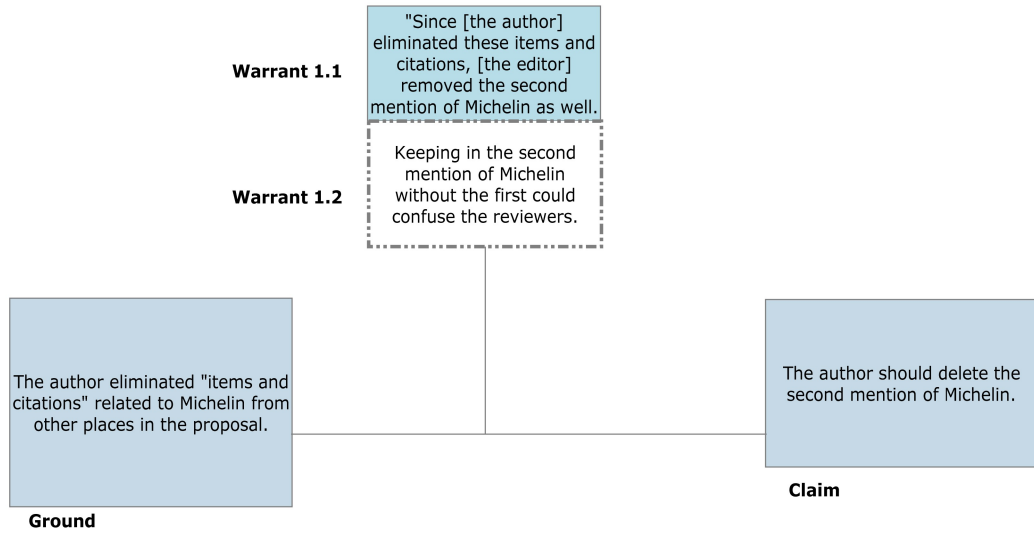 "Since [the author]
eliminated these items and
citations, [the editor]
removed the second
mention of Michelin as well.
Warrant 1.1
Keeping in the second
mention of Michelin
without the first could
confuse the reviewers.
Warrant 1.2
The author eliminated "items and
citations" related to Michelin from
other places in the proposal.
Ground
The author should delete the
second mention of Michelin.
Claim